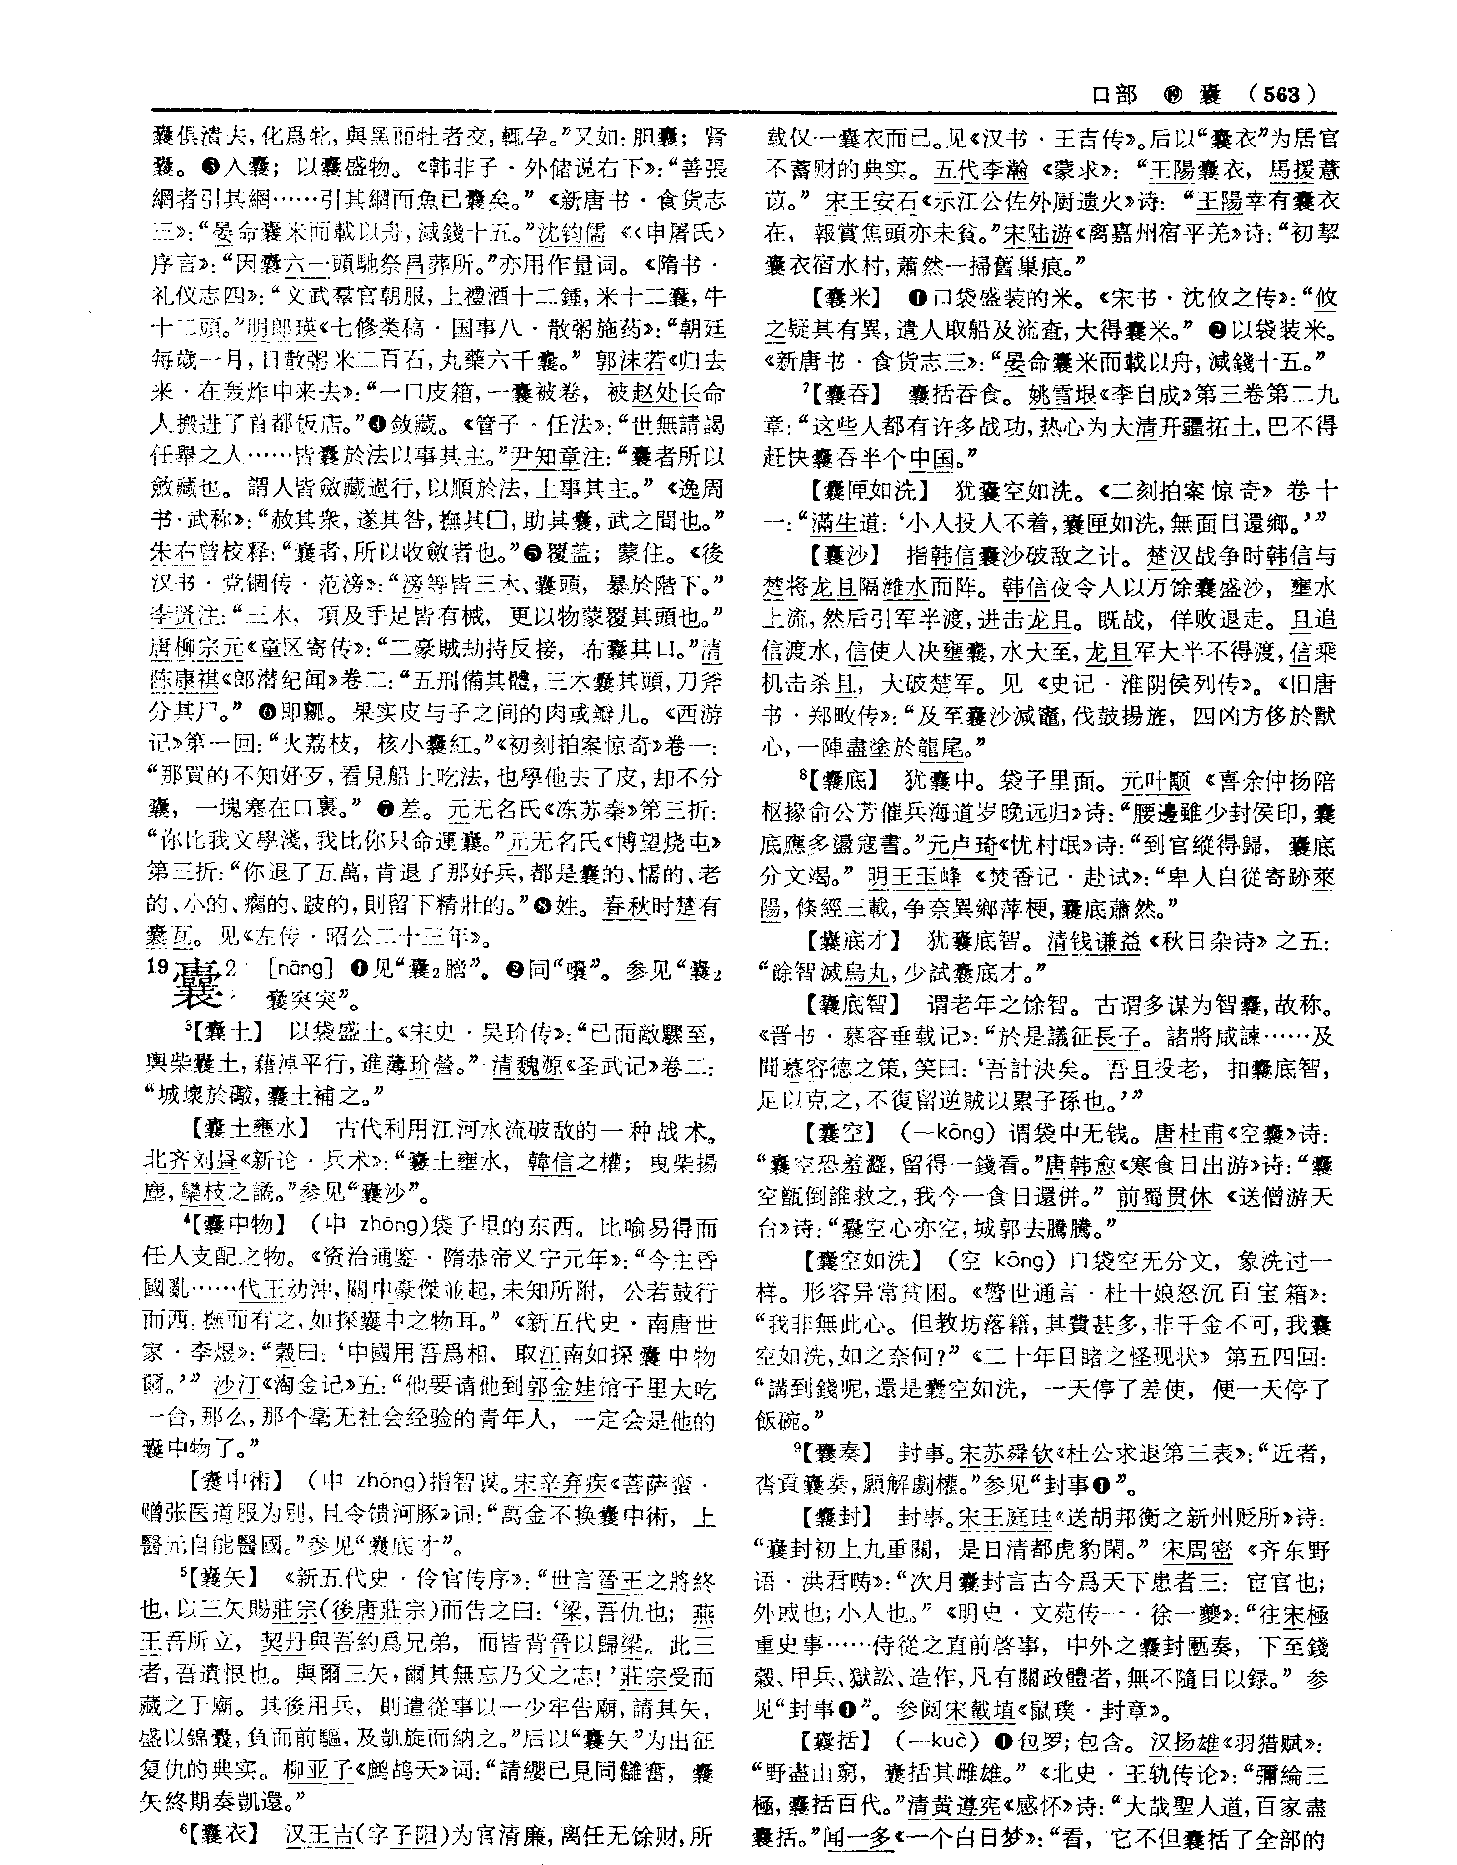 口部 ⑲ 囊 （563）
囊俱潰去,化爲牝,與黑而牡者交,輒孕。”又如:胆囊；肾
囊。❸入囊；以囊盛物。《韩非子·外储说右下》:“善張
網者引其綱……引其綱而魚已囊矣。”《新唐书·食货志
三》:“晏命囊米而載以舟,減錢十五。”沈钧儒《〈申屠氏〉
序言》:“因囊六一頭馳祭昌葬所。”亦用作量词。《隋书·
礼仪志四》:“文武羣官朝服,上禮酒十二鍾,米十二囊,牛
十二頭。”明郎瑛《七修类稿·国事八·散粥施药》:“朝廷
每歲一月,日散粥米二百石,丸藥六千囊。”郭沫若《归去
来·在轰炸中来去》:“一口皮箱,一囊被卷，被赵处长命
人搬进了首都饭店。”❹敛藏。《管子·任法》:“世無請謁
任舉之人……皆囊於法以事其主。”尹知章注:“囊者所以
斂藏也。謂人皆斂藏過行,以順於法,上事其主。”《逸周
书·武称》:“赦其衆,遂其咎,撫其□,助其囊,武之閒也。”
朱右曾校释:“囊者,所以收斂者也。”❺覆盖；蒙住。《後
汉书·党锢传·范滂》:“滂等皆三木、囊頭，暴於階下。”
李贤注:“三木，項及手足皆有械，更以物蒙覆其頭也。”
唐柳宗元《童区寄传》:“二豪賊劫持反接，布囊其口。”清
陈康祺《郎潜纪闻》卷二:“五刑備其體,三木囊其頭,刀斧
分其尸。”❻即瓤。果实皮与子之间的肉或瓣儿。《西游
记》第一回:“火荔枝，核小囊紅。”《初刻拍案惊奇》卷一:
“那買的不知好歹,看見船上吃法,也學他去了皮,却不分
囊，一塊塞在口裏。”❼差。元无名氏《冻苏秦》第三折:
“你比我文學淺,我比你只命運囊。”元无名氏《博望烧屯》
第三折:“你退了五萬,肯退了那好兵,都是囊的、懦的、老
的、小的、瘸的、跛的,則留下精壯的。”❽姓。春秋时楚有
囊瓦。见《左传·昭公二十三年》。
19囊2 [nāng] ❶见“囊2膪”。❷同“嚷”。参见“囊2
囊突突”。
3【囊土】 以袋盛土。《宋史·吴玠传》:“已而敵驟至,
輿柴囊土,藉淖平行,進薄玠營。”清魏源《圣武记》卷二:
“城壞於礮,囊土補之。”
【囊土壅水】 古代利用江河水流破敌的一种战术。
北齐刘昼《新论·兵术》:“囊土壅水，韓信之權；曳柴揚
塵,欒枝之譎。”参见“囊沙”。
4【囊中物】 (中 zhōng)袋子里的东西。比喻易得而
任人支配之物。《资治通鉴·隋恭帝义宁元年》:“今主昏
國亂……代王幼沖,關中豪傑並起,未知所附，公若鼓行
而西,撫而有之,如探囊中之物耳。”《新五代史·南唐世
家·李煜》:“穀曰:‘中國用吾爲相，取江南如探囊中物
爾。’”沙汀《淘金记》五:“他要请他到郭金娃馆子里大吃
一台,那么,那个毫无社会经验的青年人，一定会是他的
囊中物了。”
【囊中術】 (中 zhōng)指智谋。宋辛弃疾《菩萨蛮·
赠张医道服为别,且令馈河豚》词:“萬金不换囊中術，上
醫元自能醫國。”参见“囊底才”。
5【囊矢】 《新五代史·伶官传序》:“世言晉王之將終
也,以三矢賜莊宗(後唐莊宗)而告之曰:‘梁,吾仇也；燕
王吾所立，契丹與吾約爲兄弟，而皆背晉以歸梁。此三
者,吾遺恨也。與爾三矢,爾其無忘乃父之志!’莊宗受而
藏之于廟。其後用兵，則遣從事以一少牢告廟,請其矢,
盛以錦囊,負而前驅,及凱旋而納之。”后以“囊矢”为出征
复仇的典实。柳亚子《鹧鸪天》词:“請纓已見同讎奮，囊
矢終期奏凱還。”
6【囊衣】 汉王吉(字子阳)为官清廉,离任无馀财,所
载仅一囊衣而已。见《汉书·王吉传》。后以“囊衣”为居官
不蓄财的典实。五代李瀚《蒙求》:“王陽囊衣，馬援薏
苡。”宋王安石《示江公佐外厨遗火》诗:“王陽幸有囊衣
在，報賞焦頭亦未貧。”宋陆游《离嘉州宿平羌》诗:“初挈
囊衣宿水村,蕭然一掃舊巢痕。”
【囊米】 ❶口袋盛装的米。《宋书·沈攸之传》:“攸
之疑其有異,遣人取船及流查,大得囊米。”❷以袋装米。
《新唐书·食货志三》:“晏命囊米而載以舟,減錢十五。”
7【囊吞】 囊括吞食。姚雪垠《李自成》第三卷第二九
章:“这些人都有许多战功,热心为大清开疆拓土,巴不得
赶快囊吞半个中国。”
【囊匣如洗】 犹囊空如洗。《二刻拍案惊奇》卷十
一:“滿生道:‘小人投人不着,囊匣如洗,無面目還鄉。’”
【囊沙】 指韩信囊沙破敌之计。楚汉战争时韩信与
楚将龙且隔潍水而阵。韩信夜令人以万馀囊盛沙，壅水
上流,然后引军半渡,进击龙且。既战，佯败退走。且追
信渡水,信使人决壅囊,水大至,龙且军大半不得渡,信乘
机击杀且，大破楚军。见《史记·淮阴侯列传》。《旧唐
书·郑畋传》:“及至囊沙減竈,伐鼓揚旌，四凶方侈於獸
心,一陣盡塗於龍尾。”
8【囊底】 犹囊中。袋子里面。元叶颙《喜余仲扬陪
枢掾俞公芳催兵海道岁晚远归》诗:“腰邊雖少封侯印,囊
底應多盪寇書。”元卢琦《忧村氓》诗:“到官縱得歸，囊底
分文竭。”明王玉峰《焚香记·赴试》:“卑人自從寄跡萊
陽,倏經三載,争奈異鄉萍梗,囊底蕭然。”
【囊底才】 犹囊底智。清钱谦益《秋日杂诗》之五:
“餘智滅烏丸,少試囊底才。”
【囊底智】 谓老年之馀智。古谓多谋为智囊,故称。
《晋书·慕容垂载记》:“於是議征長子。諸將咸諫……及
聞慕容德之策,笑曰:‘吾計決矣。吾且投老，扣囊底智,
足以克之,不復留逆賊以累子孫也。’”
【囊空】 (一kōng) 谓袋中无钱。唐杜甫《空囊》诗:
“囊空恐羞澀,留得一錢看。”唐韩愈《寒食日出游》诗:“囊
空甑倒誰救之,我今一食日還併。”前蜀贯休《送僧游天
台》诗:“囊空心亦空,城郭去騰騰。”
【囊空如洗】 (空 kōng) 口袋空无分文，象洗过一
样。形容异常贫困。《警世通言·杜十娘怒沉百宝箱》:
“我非無此心。但教坊落籍,其費甚多,非千金不可,我囊
空如洗,如之奈何?”《二十年目睹之怪现状》第五四回:
“講到錢呢,還是囊空如洗，一天停了差使，便一天停了
飯碗。”
9【囊奏】 封事。宋苏舜钦《杜公求退第三表》:“近者,
沓貢囊奏,願解劇權。”参见“封事❶”。
【囊封】 封事。宋王庭珪《送胡邦衡之新州贬所》诗:
“囊封初上九重關，是日清都虎豹閑。”宋周密《齐东野
语·洪君畴》:“次月囊封言古今爲天下患者三：宦官也；
外戚也；小人也。”《明史·文苑传一·徐一夔》:“往宋極
重史事……侍從之直前啓事，中外之囊封匭奏，下至錢
穀、甲兵、獄訟、造作,凡有關政體者,無不隨日以録。”参
见“封事❶”。参阅宋戴埴《鼠璞·封章》。
【囊括】 (一kuò) ❶包罗；包含。汉扬雄《羽猎赋》:
“野盡山窮，囊括其雌雄。”《北史·王轨传论》:“彌綸三
極,囊括百代。”清黄遵宪《感怀》诗:“大哉聖人道,百家盡
囊括。”闻一多《一个白日梦》:“看，它不但囊括了全部的